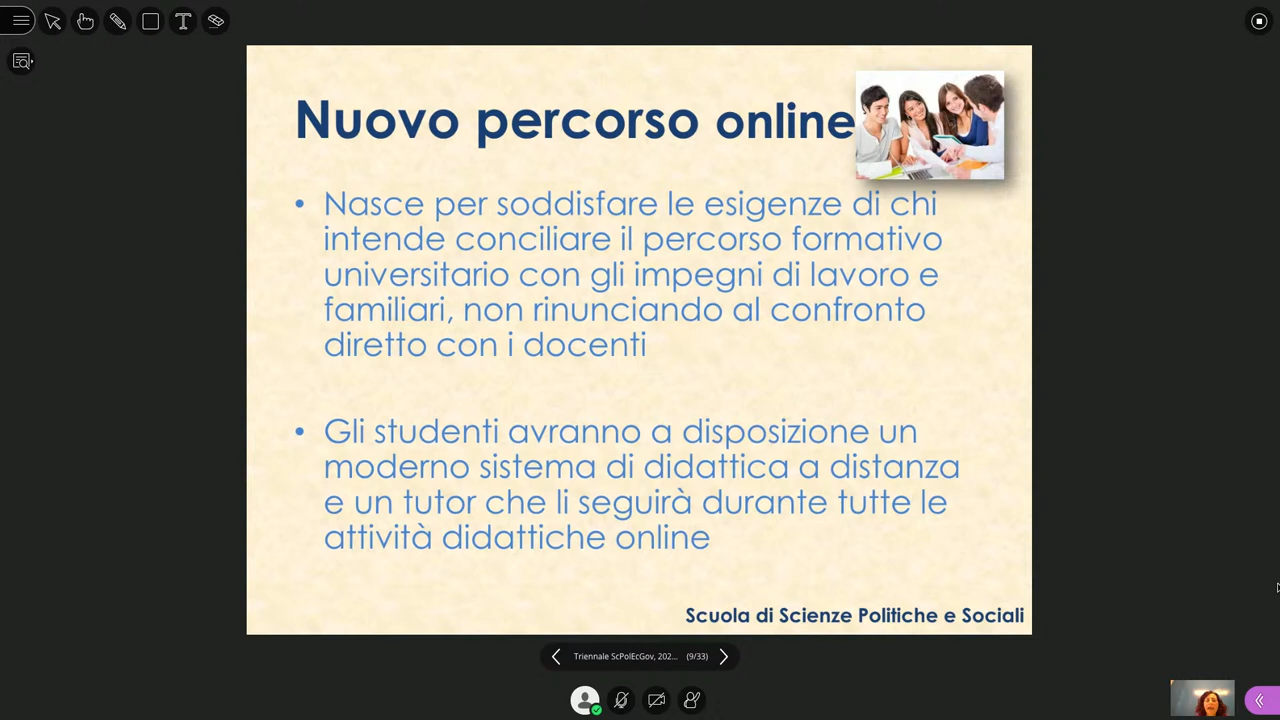 Nuovo percorso online
• Nasce per soddisfare le esigenze di chi
intende conciliare il percorso formativo
universitario con gli impegni di lavoro e
familiari, non rinunciando al confronto
diretto con i docenti
• Gli studenti avranno a disposizione un
moderno sistema di didattica a distanza
e un tutor che li seguirà durante tutte le
attività didattiche online
Scuola di Scienze Politiche e Sociali
Triennale ScPolEcGov, 202... (9/33)